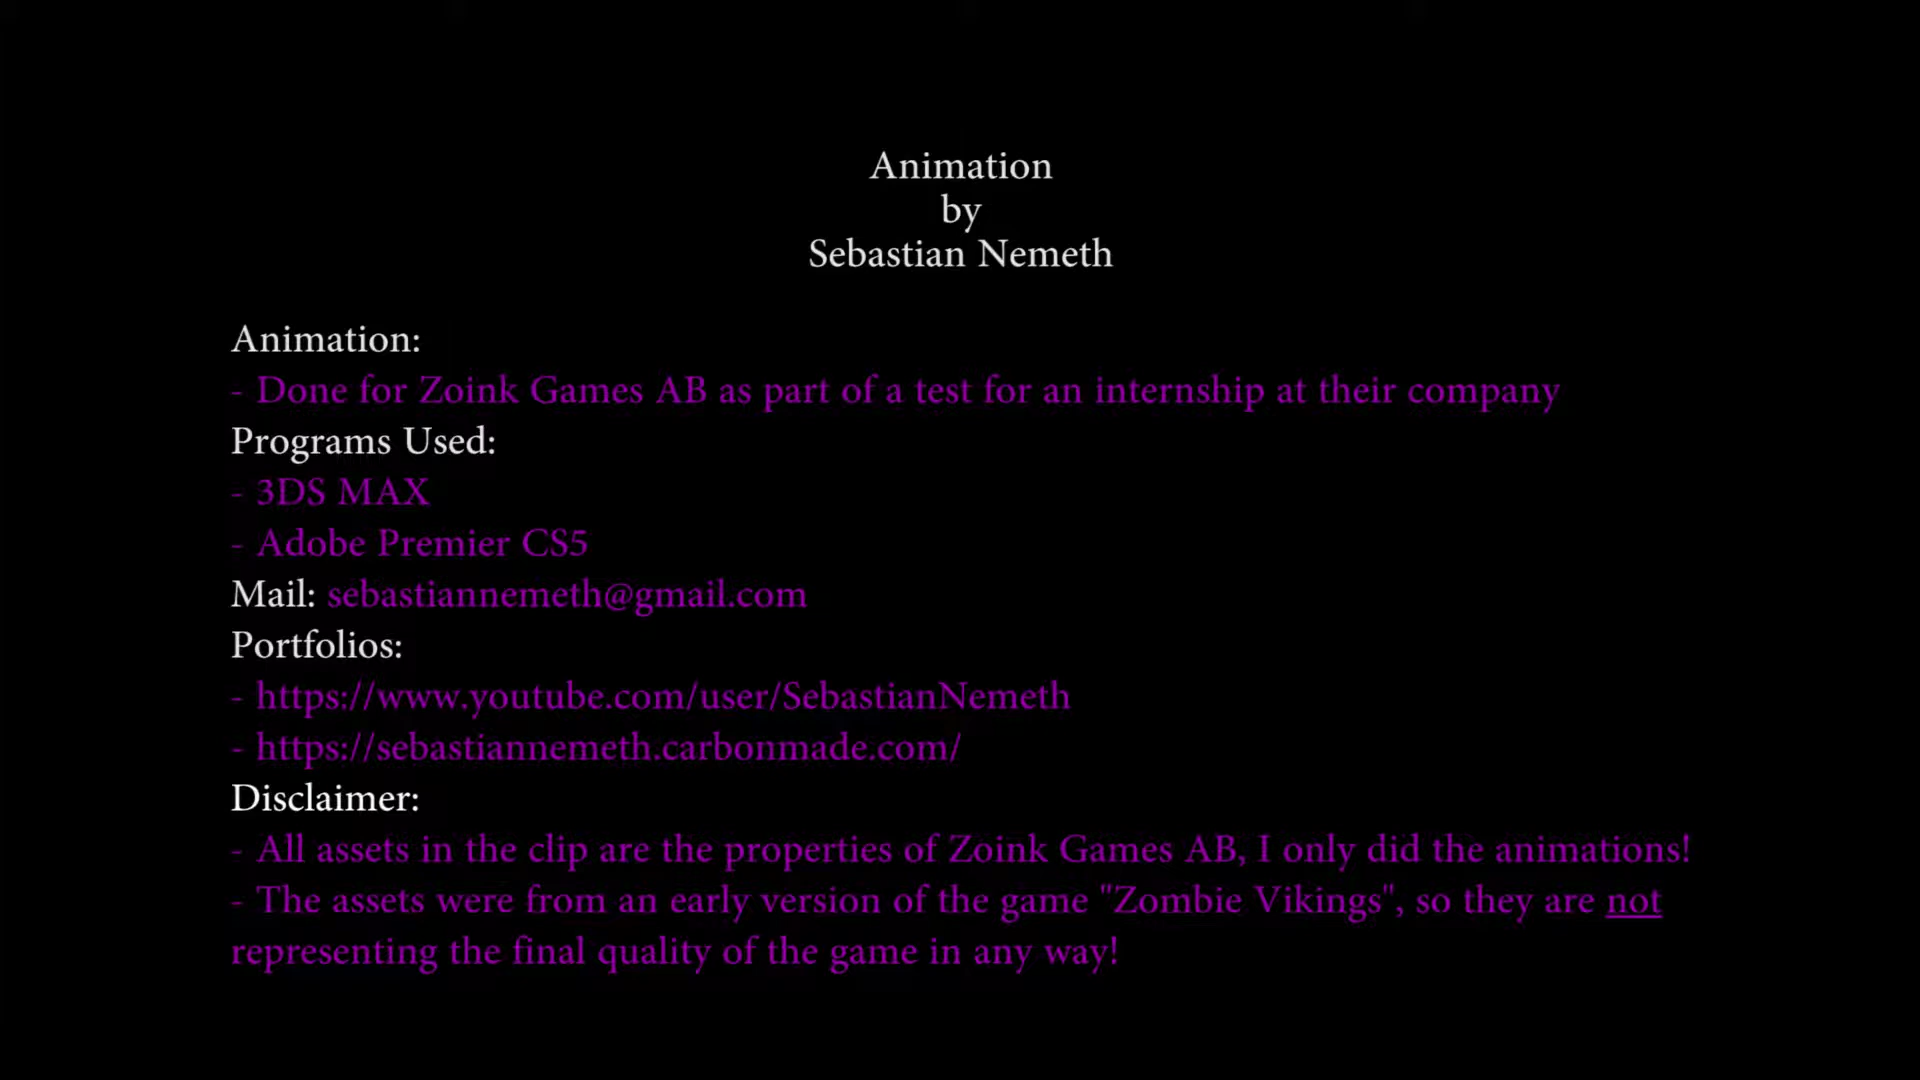 Animation
by
Sebastian Nemeth
Animation:
- Done for Zoink Games AB as part of a test for an internship at their company
Programs Used:
- 3DS MAX
- Adobe Premier CS5
Mail: sebastiannemeth@gmail.com
Portfolios:
- https://www.youtube.com/user/SebastianNemeth
- https://sebastiannemeth.carbonmade.com/
Disclaimer:
- All assets in the clip are the properties of Zoink Games AB, I only did the animations!
- The assets were from an early version of the game "Zombie Vikings", so they are not
representing the final quality of the game in any way!